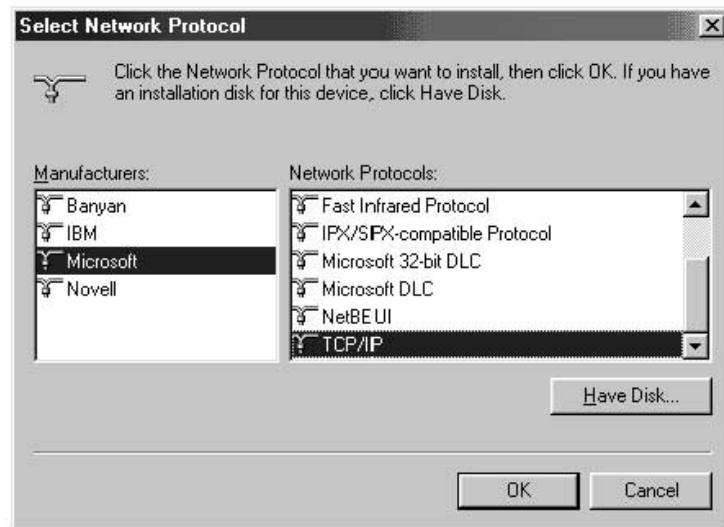 Select Network Protocol
Click the Network Protocol that you want to install, then click OK. If you have
an installation disk for this device, click Have Disk.
Manufacturers:
Banyan
IBM
Microsoft
Novell
Network Protocols:
Fast Infrared Protocol
IPX/SPX-compatible Protocol
Microsoft 32-bit DLC
Microsoft DLC
NetBEUI
TCP/IP
Have Disk...
OK
Cancel